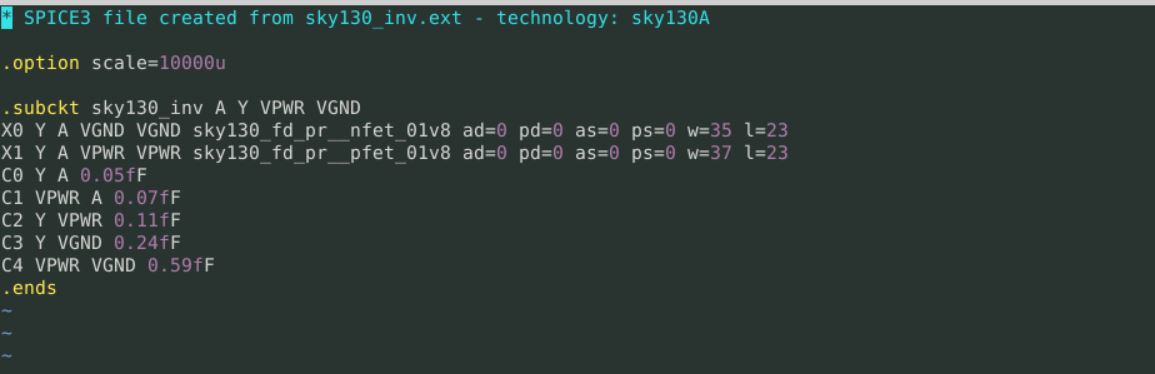 * SPICE3 file created from sky130_inv.ext - technology: sky130A
.option scale=10000u
.subckt sky130_inv A Y VPWR VGND
X0 Y A VGND VGND sky130_fd_pr__nfet_01v8 ad=0 pd=0 as=0 ps=0 w=35 l=23
X1 Y A VPWR VPWR sky130_fd_pr__pfet_01v8 ad=0 pd=0 as=0 ps=0 w=37 l=23
C0 Y A 0.05fF
C1 VPWR A 0.07fF
C2 Y VPWR 0.11fF
C3 Y VGND 0.24fF
C4 VPWR VGND 0.59fF
.ends
~
~
~